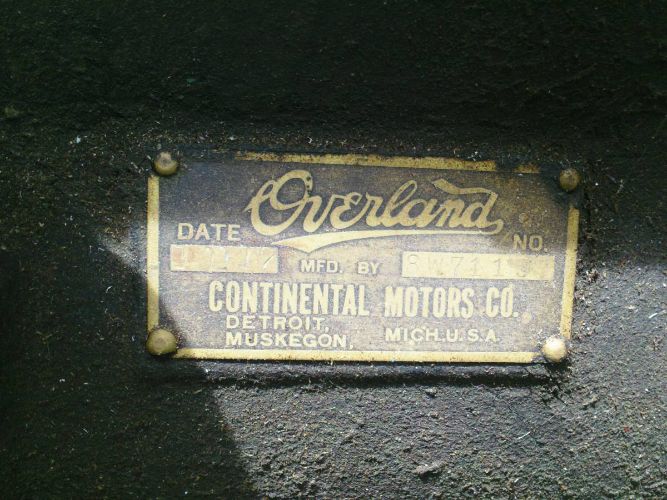 Overland
DATE NO.
MFD. BY
CONTINENTAL MOTORS CO.
DETROIT,
MUSKEGON, MICH. U.S.A.